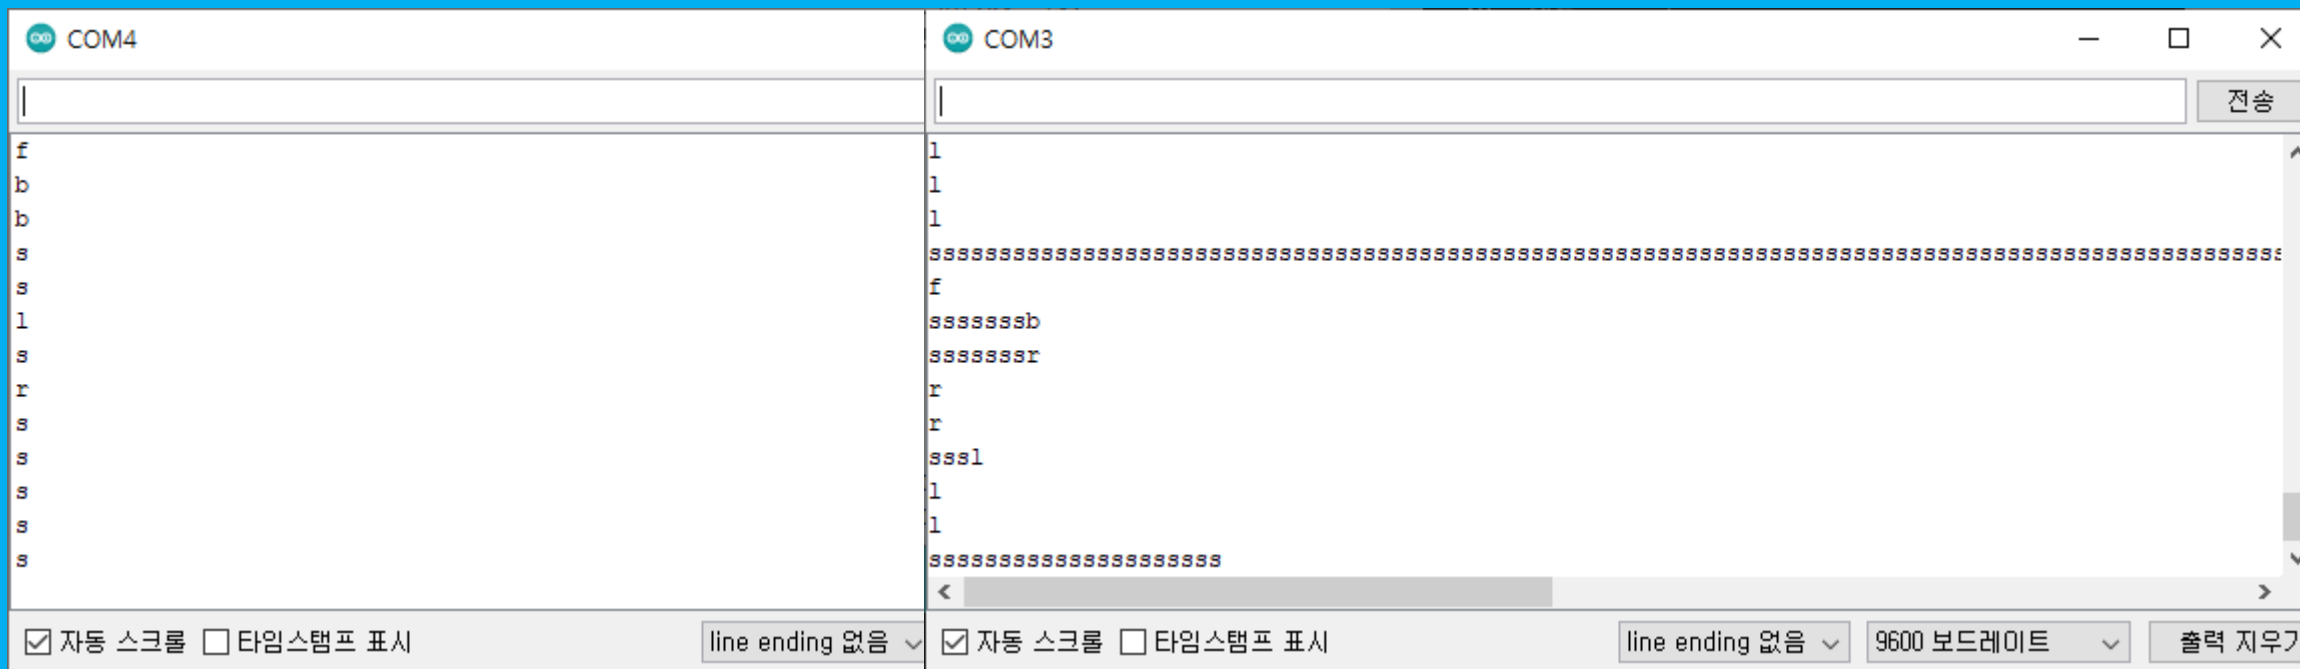 COM4
f
b
b
s
s
l
s
r
s
s
s
s
s
자동 스크롤
타임스탬프 표시
line ending 없음
COM3
전송
l
l
l
ssssssssssssssssssssssssssssssssssssssssssssssssssssssssssssssssssssssssssssssssssssssssssssssss
f
sssssssb
sssssssr
r
r
sssl
l
l
sssssssssssssssssssss
자동 스크롤
타임스탬프 표시
line ending 없음
9600 보드레이트
출력 지우기